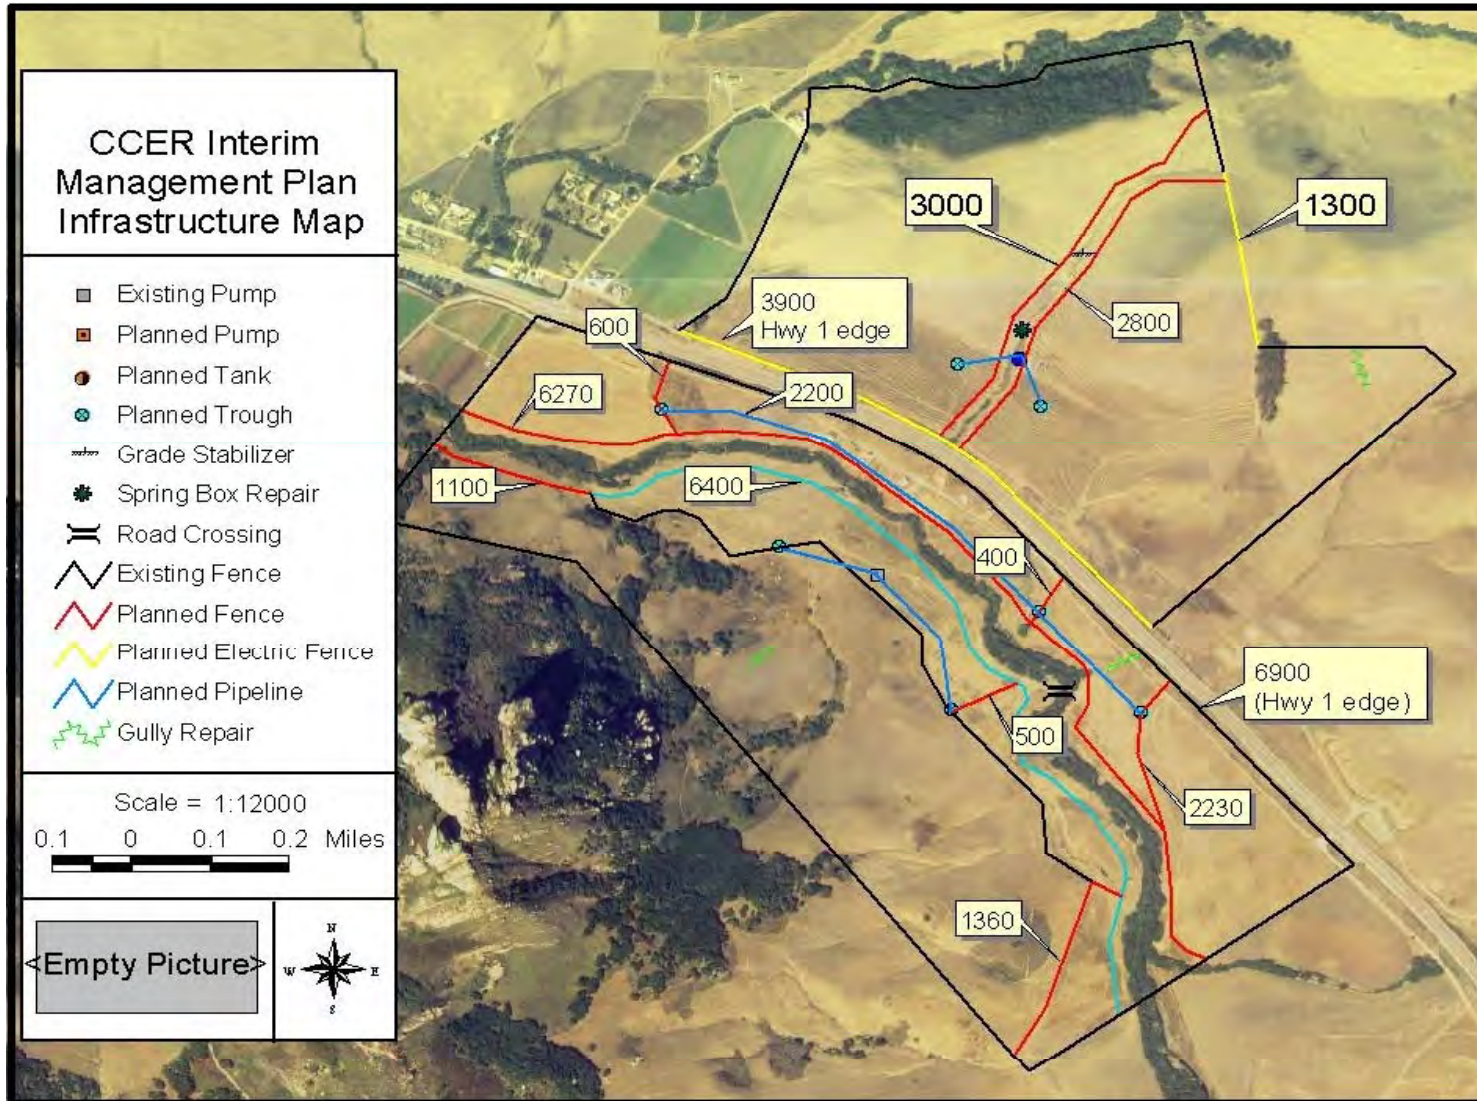 CCER Interim
Management Plan
Infrastructure Map
Existing Pump
Planned Pump
Planned Tank
Planned Trough
Grade Stabilizer
Spring Box Repair
Road Crossing
Existing Fence
Planned Fence
Planned Electric Fence
Planned Pipeline
Gully Repair
Scale = 1:12000
0.1 0 0.1 0.2 Miles
<Empty Picture>
N
W E
S
3000
1300
3900
Hwy 1 edge
600
2800
6270
2200
1100
6400
400
6900
(Hwy 1 edge)
500
2230
1360